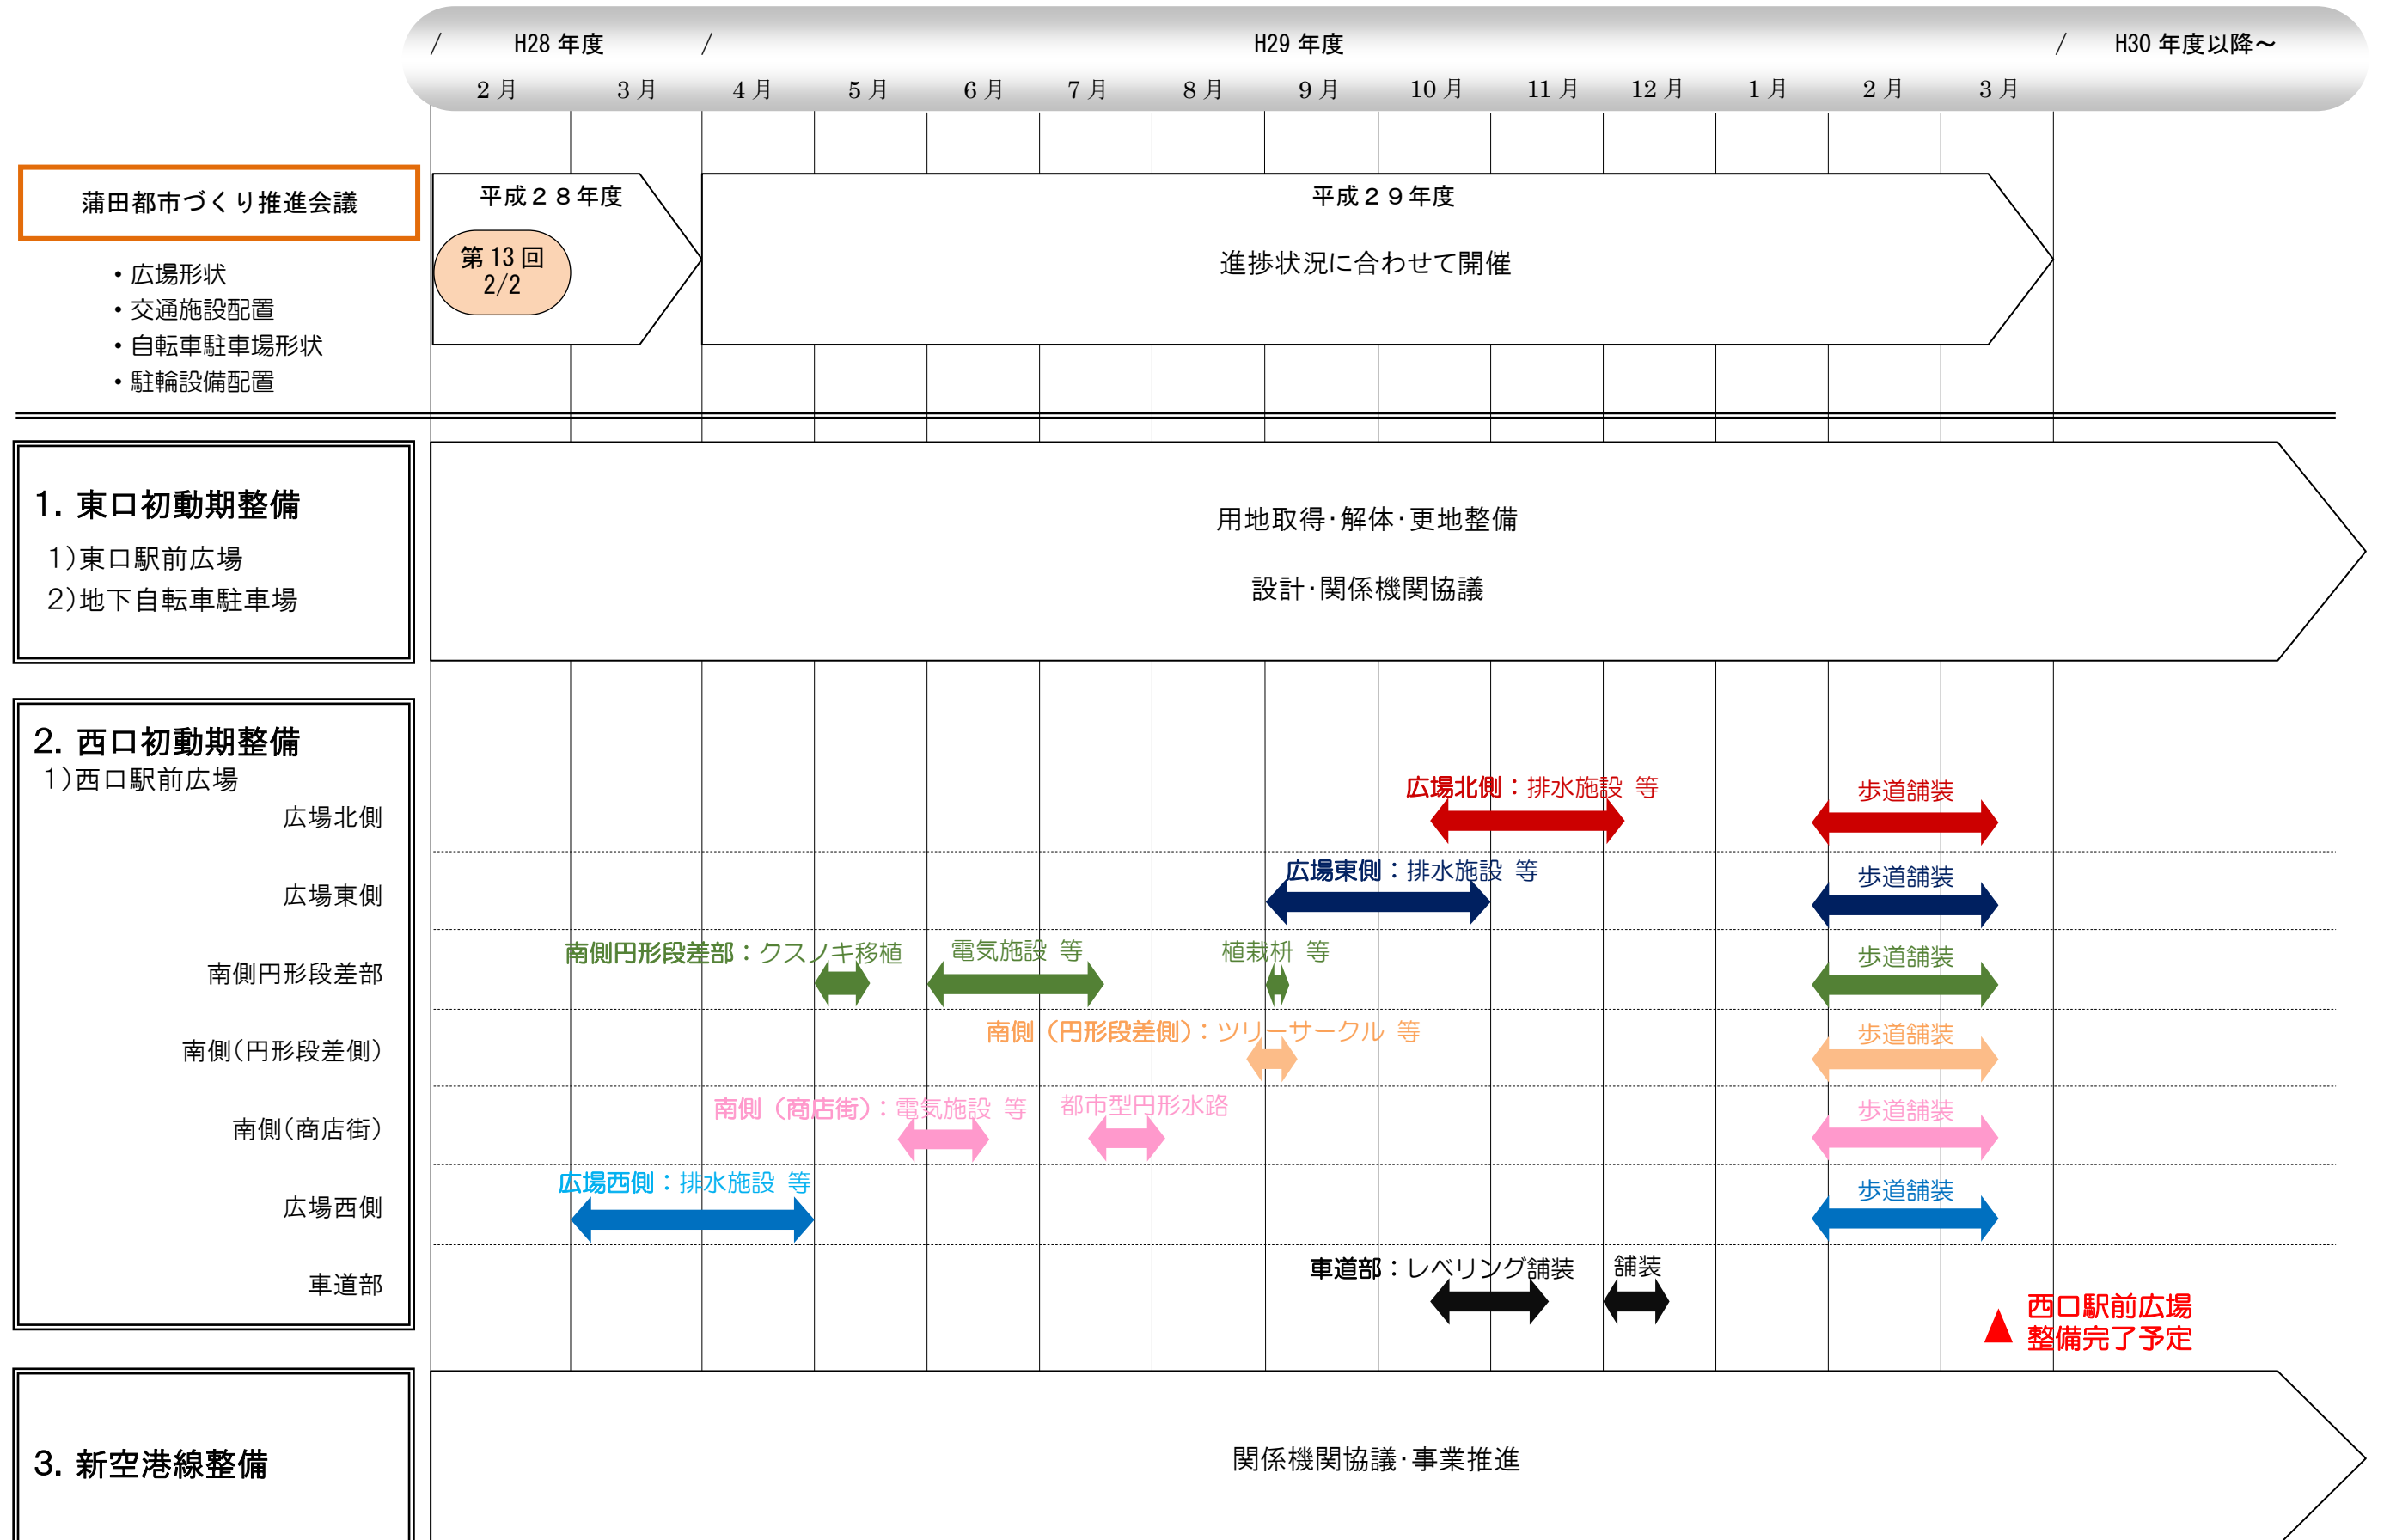 / H28 年度 / H29 年度 / H30 年度以降～
2 月 3 月 4 月 5 月 6 月 7 月 8 月 9 月 10 月 11 月 12 月 1 月 2 月 3 月
蒲田都市づくり推進会議
・広場形状
・交通施設配置
・自転車駐車場形状
・駐輪設備配置
平成２８年度
第 13 回
2/2
平成２９年度
進捗状況に合わせて開催
1. 東口初動期整備
1)東口駅前広場
2)地下自転車駐車場
用地取得・解体・更地整備
設計・関係機関協議
2. 西口初動期整備
1)西口駅前広場
広場北側
広場北側：排水施設 等
歩道舗装
広場東側
広場東側：排水施設 等
歩道舗装
南側円形段差部
南側円形段差部：クスノキ移植
電気施設 等
植栽枡 等
歩道舗装
南側(円形段差側)
南側（円形段差側）：ツリーサークル 等
歩道舗装
南側(商店街)
南側（商店街）：電気施設 等
都市型円形水路
歩道舗装
広場西側
広場西側：排水施設 等
歩道舗装
車道部
車道部：レベリング舗装
舗装
西口駅前広場
整備完了予定
3. 新空港線整備
関係機関協議・事業推進